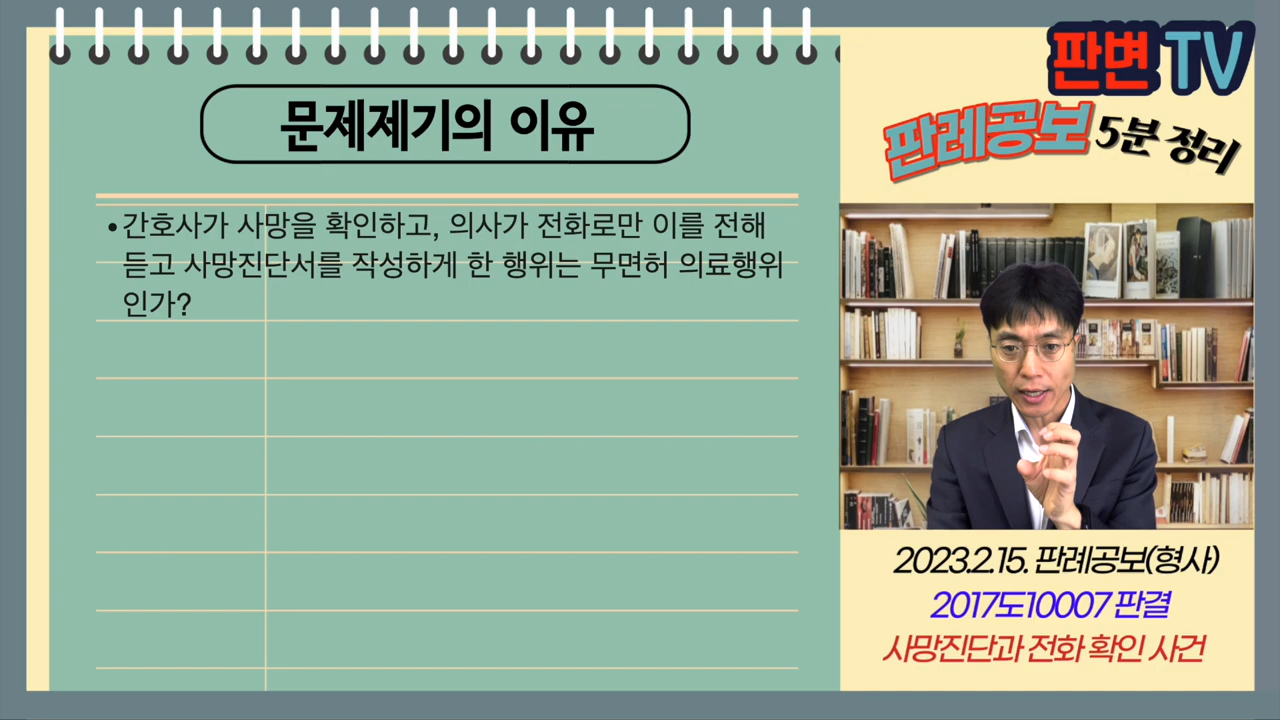 문제제기의 이유
• 간호사가 사망을 확인하고, 의사가 전화로만 이를 전해
듣고 사망진단서를 작성하게 한 행위는 무면허 의료행위
인가?
판변 TV
판례공보 5분 정리
2023.2.15. 판례공보(형사)
2017도10007 판결
사망진단과 전화 확인 사건